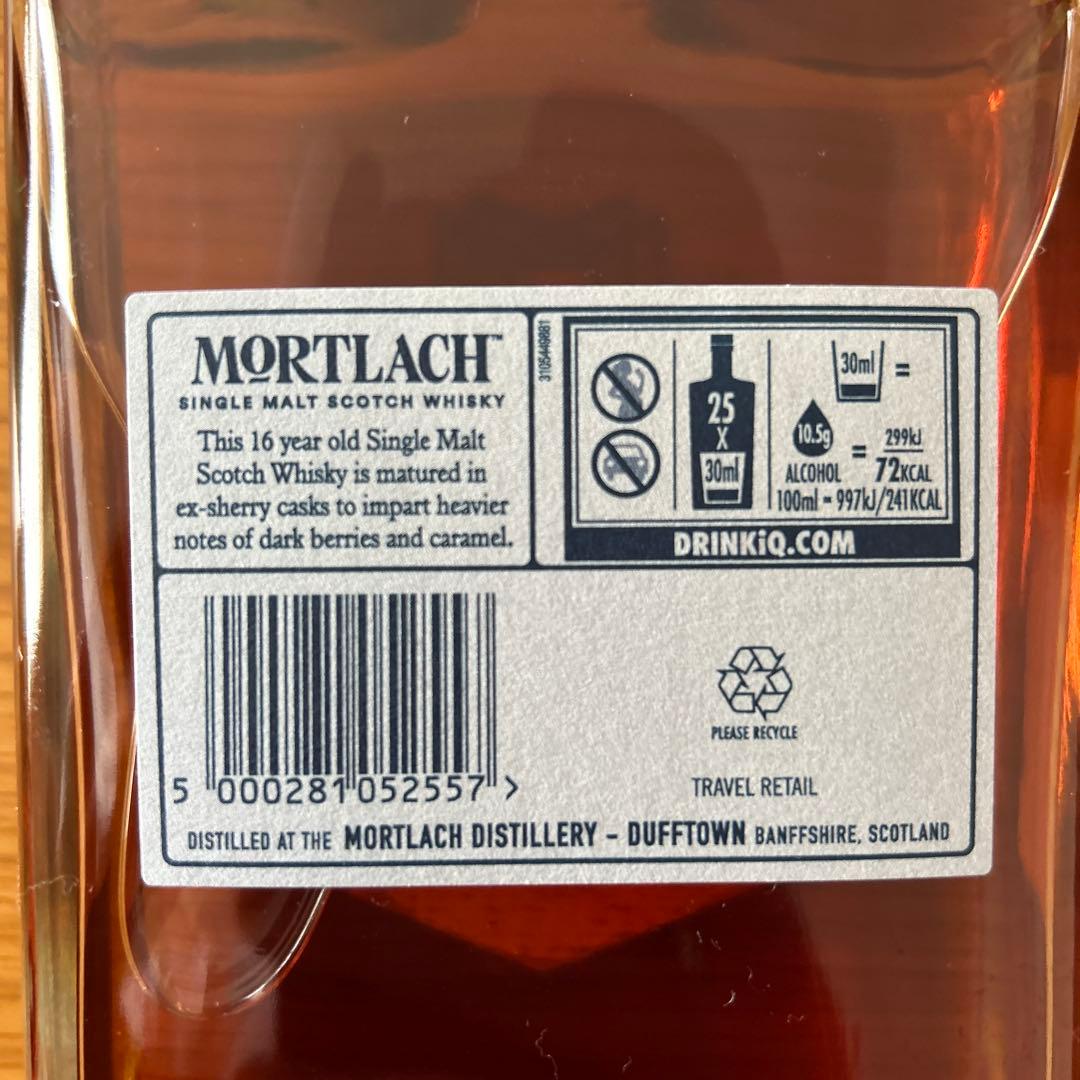 MORTLACH™
SINGLE MALT SCOTCH WHISKY
This 16 year old Single Malt
Scotch Whisky is matured in
ex-sherry casks to impart heavier
notes of dark berries and caramel.
3105449881
25
X
30ml
30ml =
10.5g
ALCOHOL
= 299kJ
72KCAL
100ml = 997kJ/241KCAL
DRINKiQ.COM
5 000281 052557 >
PLEASE RECYCLE
TRAVEL RETAIL
DISTILLED AT THE MORTLACH DISTILLERY – DUFFTOWN BANFFSHIRE, SCOTLAND